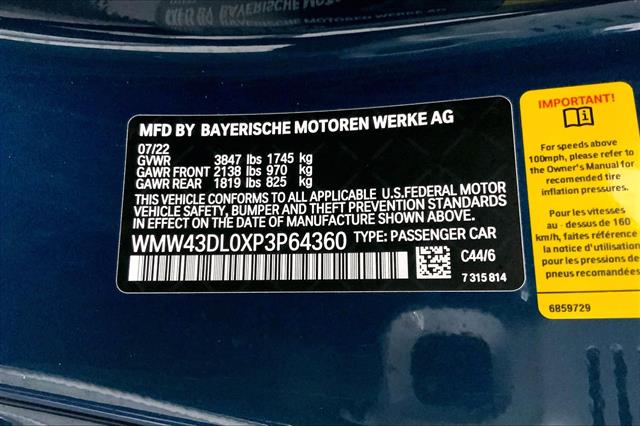 MFD BY BAYERISCHE MOTOREN WERKE AG
07/22
GVWR 3847 lbs 1745 kg
GAWR FRONT 2138 lbs 970 kg
GAWR REAR 1819 lbs 825 kg
THIS VEHICLE CONFORMS TO ALL APPLICABLE U.S.FEDERAL MOTOR
VEHICLE SAFETY, BUMPER AND THEFT PREVENTION STANDARDS
IN EFFECT ON THE DATE OF MANUFACTURE SHOWN ABOVE.
WMW43DL0XP3P64360 TYPE: PASSENGER CAR
C44/6
7 315 814
IMPORTANT!
For speeds above
100mph, please refer to
the Owner's Manual for
recomended tire
inflation pressures.
Pour les vitesses
au - dessus de 160
km/h, faites référence
la notice d'utilisation
pour les pressions de
pneus recomandées
6859729